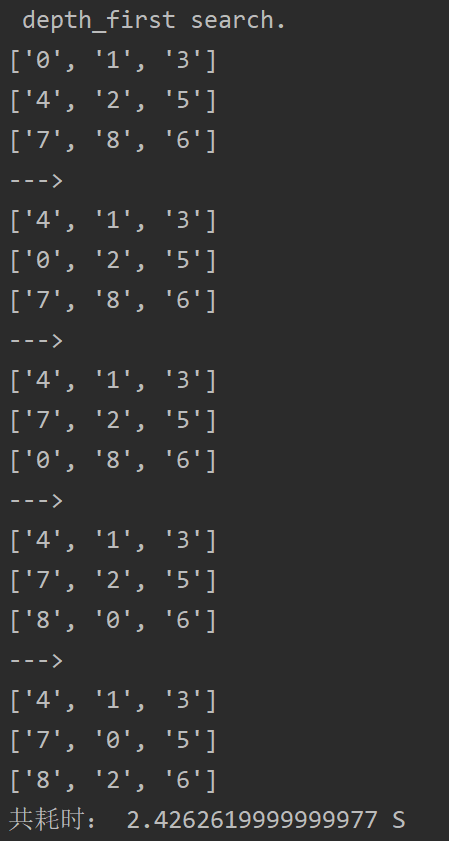 depth_first search.
['0', '1', '3']
['4', '2', '5']
['7', '8', '6']
--->
['4', '1', '3']
['0', '2', '5']
['7', '8', '6']
--->
['4', '1', '3']
['7', '2', '5']
['0', '8', '6']
--->
['4', '1', '3']
['7', '2', '5']
['8', '0', '6']
--->
['4', '1', '3']
['7', '0', '5']
['8', '2', '6']
共耗时： 2.4262619999999977 S